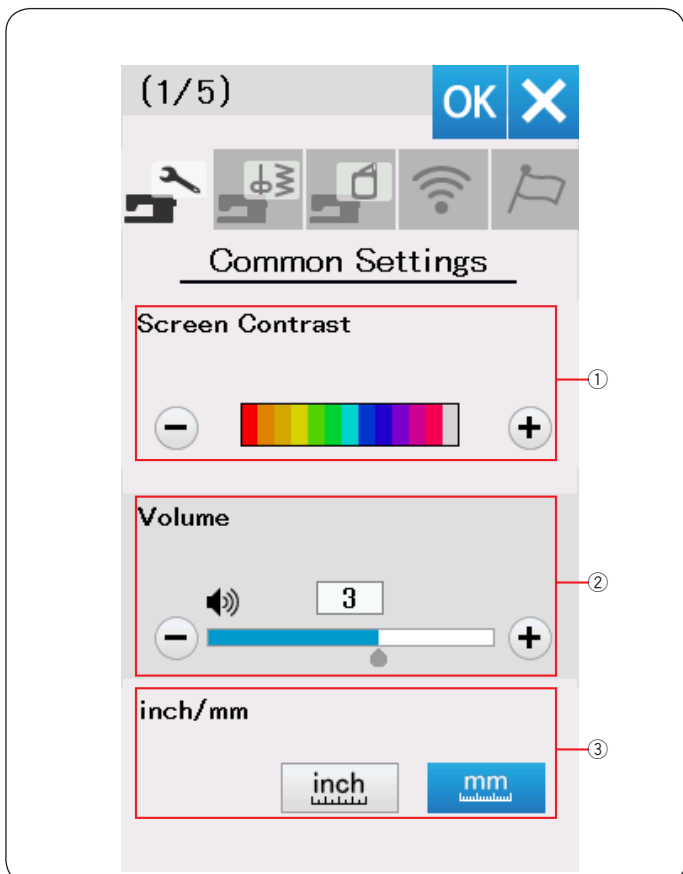 (1/5)
OK
Common Settings
Screen Contrast
①
Volume
②
3
inch/mm
③
inch
mm